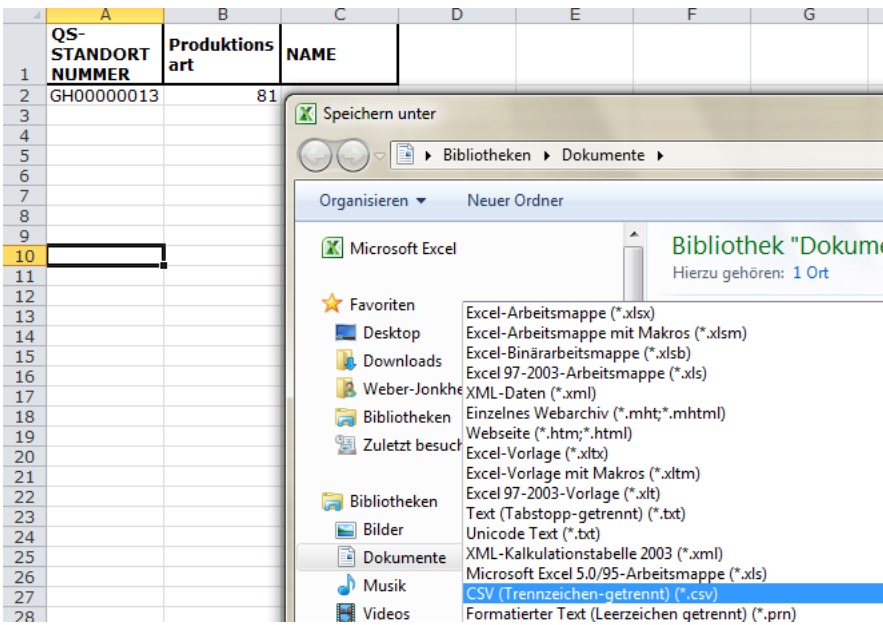 A B C D E F G
1 QS-STANDORT NUMMER Produktionsart NAME
2 GH00000013 81
3
4
5
6
7
8
9
10
11
12
13
14
15
16
17
18
19
20
21
22
23
24
25
26
27
28
Speichern unter
Bibliotheken Dokumente
Organisieren Neuer Ordner
Microsoft Excel
Favoriten
Desktop
Downloads
Weber-Jonkhe
Bibliotheken
Zuletzt besuch
Bibliotheken
Bilder
Dokumente
Musik
Videos
Bibliothek "Dokume
Hierzu gehören: 1 Ort
Excel-Arbeitsmappe (*.xlsx)
Excel-Arbeitsmappe mit Makros (*.xlsm)
Excel-Binärarbeitsmappe (*.xlsb)
Excel 97-2003-Arbeitsmappe (*.xls)
XML-Daten (*.xml)
Einzelnes Webarchiv (*.mht;*.mhtml)
Webseite (*.htm;*.html)
Excel-Vorlage (*.xltx)
Excel-Vorlage mit Makros (*.xltm)
Excel 97-2003-Vorlage (*.xlt)
Text (Tabstopp-getrennt) (*.txt)
Unicode Text (*.txt)
XML-Kalkulationstabelle 2003 (*.xml)
Microsoft Excel 5.0/95-Arbeitsmappe (*.xls)
CSV (Trennzeichen-getrennt) (*.csv)
Formatierter Text (Leerzeichen getrennt) (*.prn)